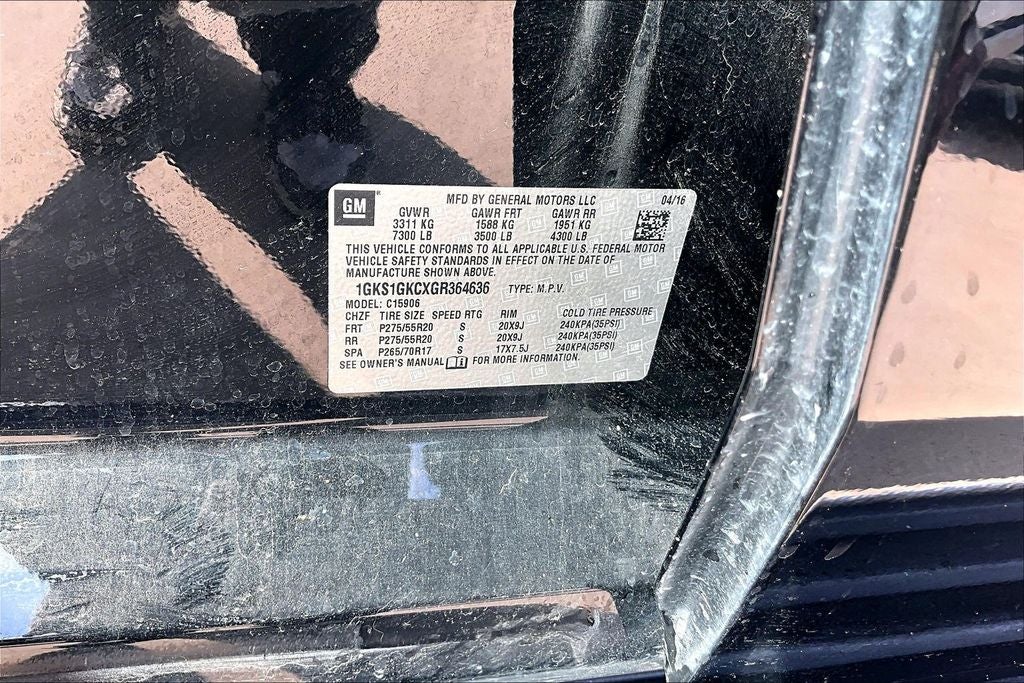 GM ® MFD BY GENERAL MOTORS LLC 04/16
GVWR GAWR FRT GAWR RR
3311 KG 1588 KG 1951 KG
7300 LB 3500 LB 4300 LB
THIS VEHICLE CONFORMS TO ALL APPLICABLE U.S. FEDERAL MOTOR
VEHICLE SAFETY STANDARDS IN EFFECT ON THE DATE OF
MANUFACTURE SHOWN ABOVE.
1GKS1GKCXGR364636 TYPE: M.P.V.
MODEL: C15906
CHZF TIRE SIZE SPEED RTG RIM COLD TIRE PRESSURE
FRT P275/55R20 S 20X9J 240KPA(35PSI)
RR P275/55R20 S 20X9J 240KPA(35PSI)
SPA P265/70R17 S 17X7.5J 240KPA(35PSI)
SEE OWNER'S MANUAL FOR MORE INFORMATION.